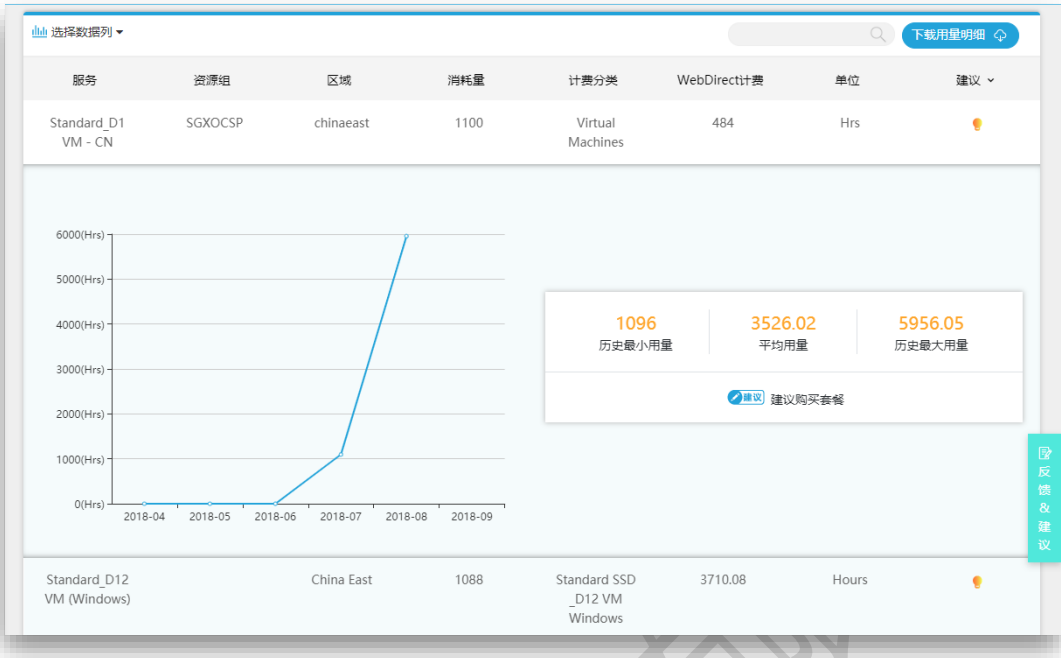 选择数据列
下载用量明细
服务 资源组 区域 消耗量 计费分类 WebDirect计费 单位 建议
Standard_D1 SGXOCSP chinaeast 1100 Virtual 484 Hrs
VM - CN Machines
6000(Hrs)
5000(Hrs)
4000(Hrs)
3000(Hrs)
2000(Hrs)
1000(Hrs)
0(Hrs)
2018-04 2018-05 2018-06 2018-07 2018-08 2018-09
1096 3526.02 5956.05
历史最小用量 平均用量 历史最大用量
建议 建议购买套餐
反馈&建议
Standard_D12 China East 1088 Standard SSD 3710.08 Hours
VM (Windows) _D12 VM
Windows